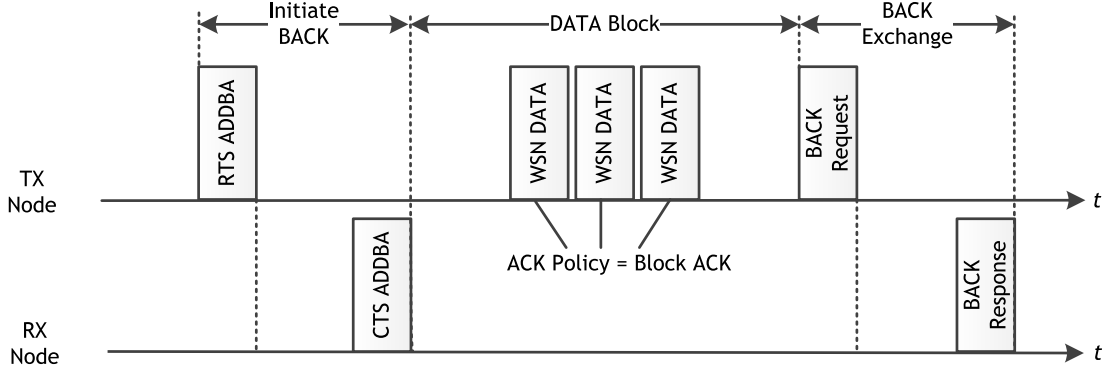 Initiate
BACK
DATA Block
BACK
Exchange
RTS ADDBA
WSN DATA
WSN DATA
WSN DATA
BACK
Request
TX
Node
t
ACK Policy = Block ACK
CTS ADDBA
BACK
Response
RX
Node
t